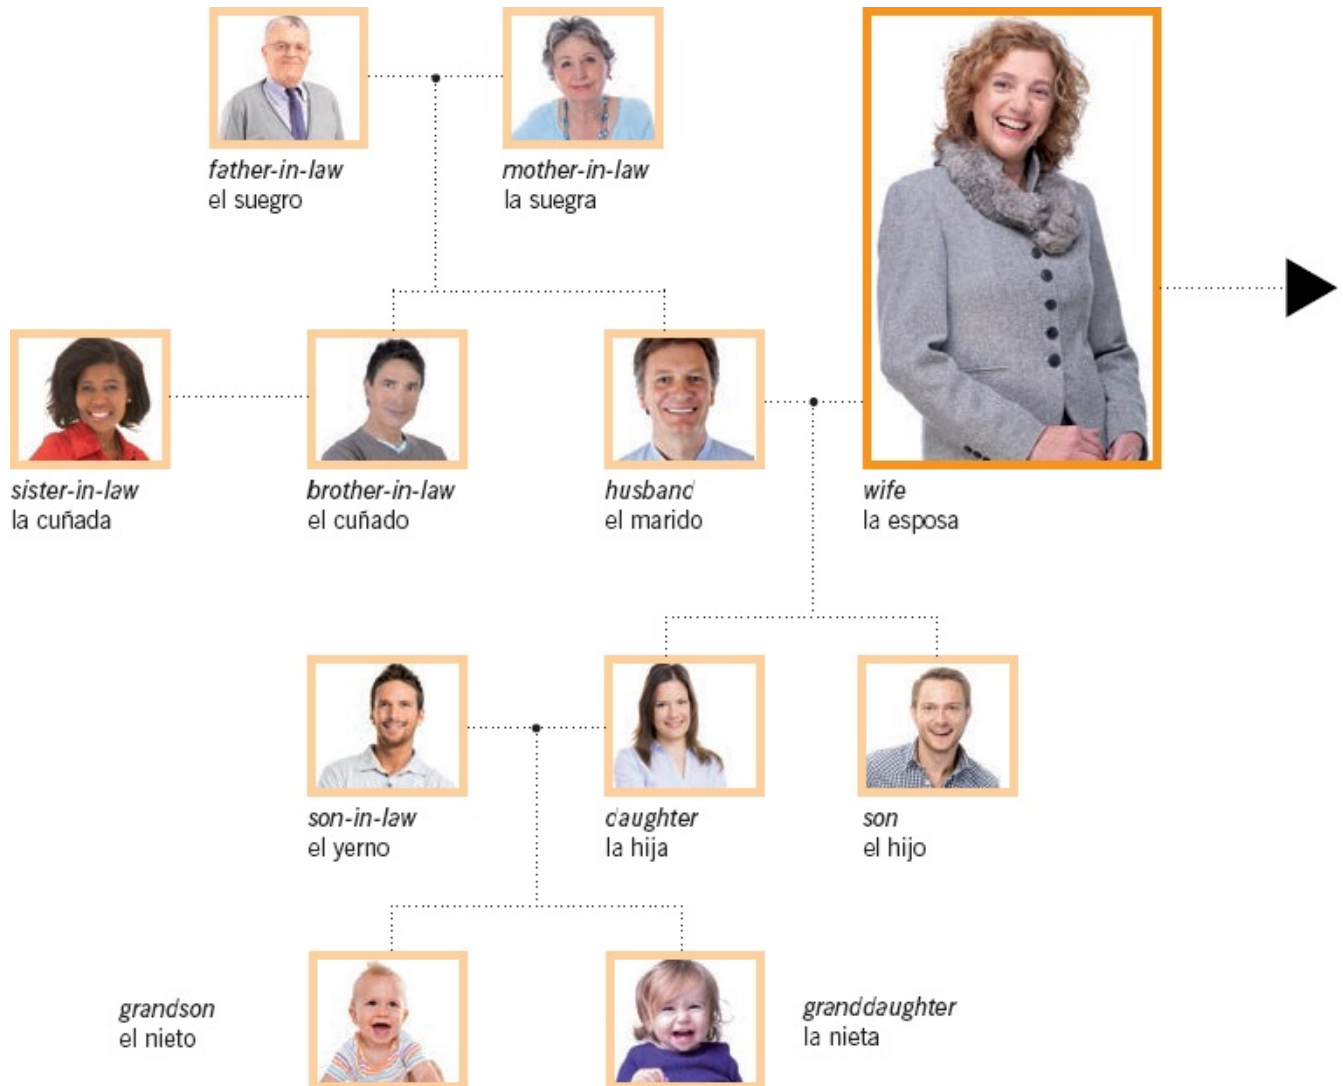 father-in-law
el suegro
mother-in-law
la suegra
sister-in-law
la cuñada
brother-in-law
el cuñado
husband
el marido
wife
la esposa
son-in-law
el yerno
daughter
la hija
son
el hijo
grandson
el nieto
granddaughter
la nieta